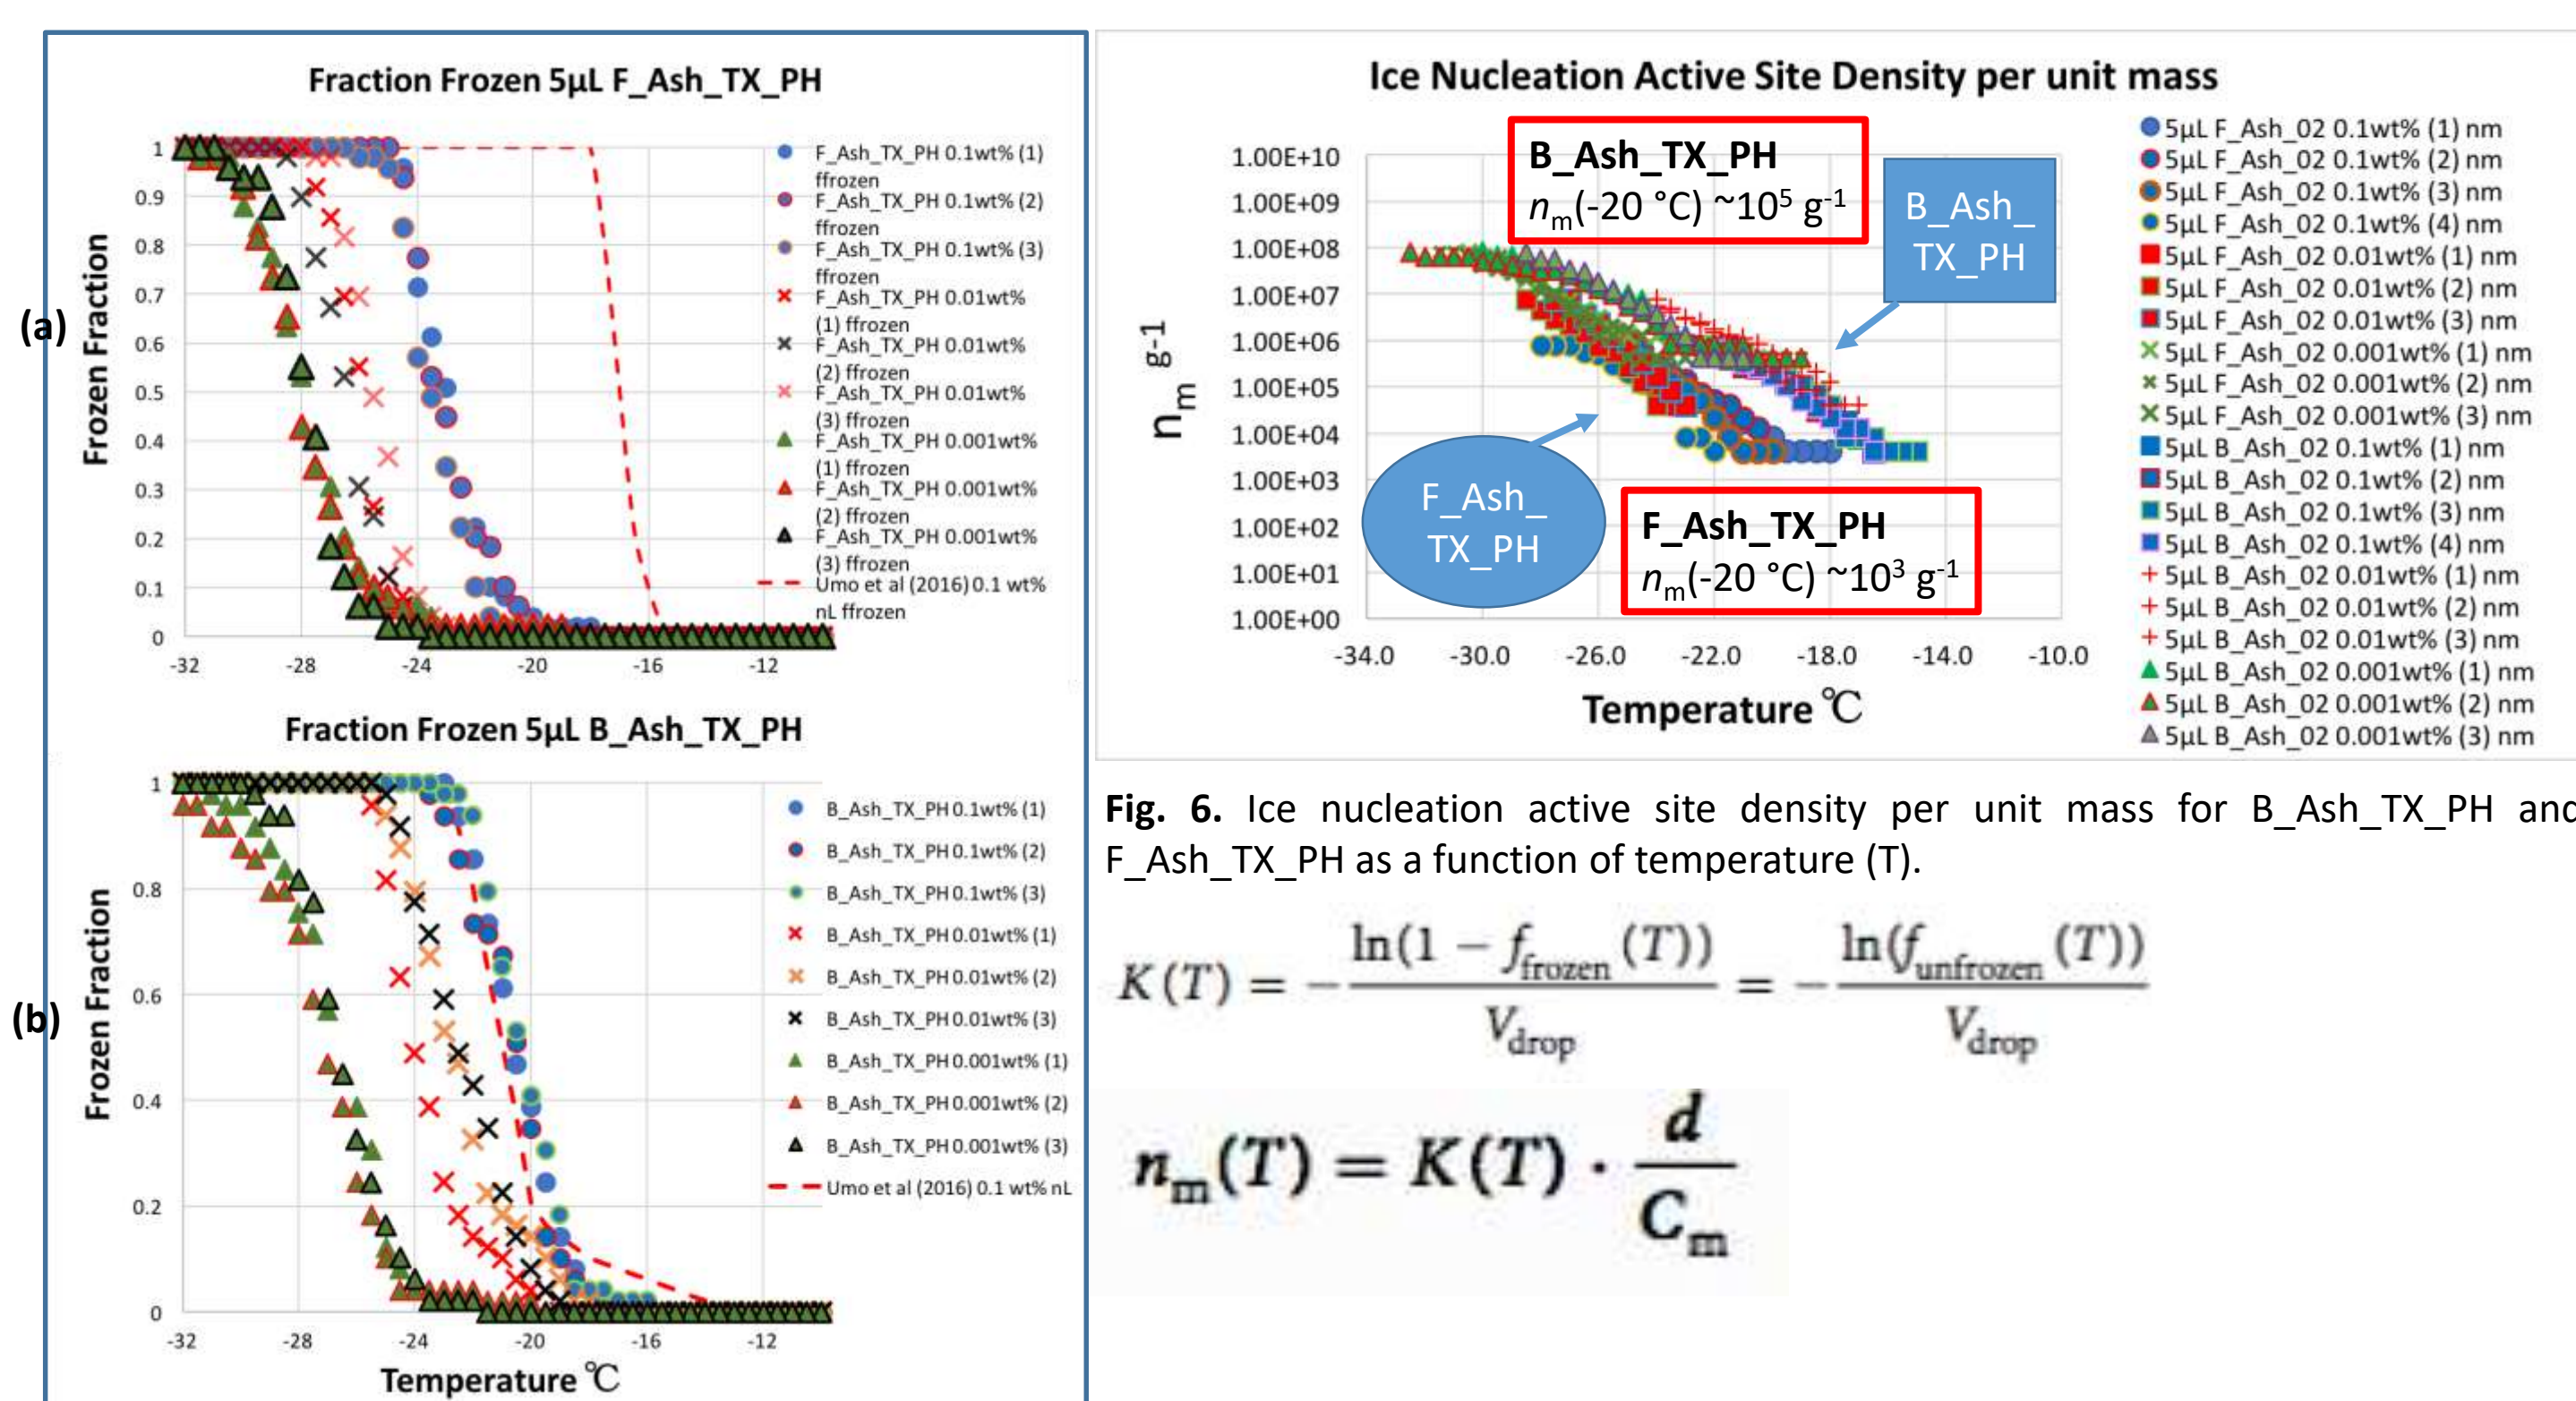 Fraction Frozen 5µL F_Ash_TX_PH
(a)
Frozen Fraction
1
0.9
0.8
0.7
0.6
0.5
0.4
0.3
0.2
0.1
0
-32
-28
-24
-20
-16
-12
F_Ash_TX_PH 0.1wt% (1)
ffrozen
F_Ash_TX_PH 0.1wt% (2)
ffrozen
F_Ash_TX_PH 0.1wt% (3)
ffrozen
F_Ash_TX_PH 0.01wt%
(1) ffrozen
F_Ash_TX_PH 0.01wt%
(2) ffrozen
F_Ash_TX_PH 0.01wt%
(3) ffrozen
F_Ash_TX_PH 0.001wt%
(1) ffrozen
F_Ash_TX_PH 0.001wt%
(2) ffrozen
F_Ash_TX_PH 0.001wt%
(3) ffrozen
Umo et al (2016) 0.1 wt%
nL ffrozen
Fraction Frozen 5µL B_Ash_TX_PH
(b)
Frozen Fraction
1
0.8
0.6
0.4
0.2
0
-32
-28
-24
-20
-16
-12
Temperature ℃
B_Ash_TX_PH 0.1wt% (1)
B_Ash_TX_PH 0.1wt% (2)
B_Ash_TX_PH 0.1wt% (3)
B_Ash_TX_PH 0.01wt% (1)
B_Ash_TX_PH 0.01wt% (2)
B_Ash_TX_PH 0.01wt% (3)
B_Ash_TX_PH 0.001wt% (1)
B_Ash_TX_PH 0.001wt% (2)
B_Ash_TX_PH 0.001wt% (3)
Umo et al (2016) 0.1 wt% nL
Ice Nucleation Active Site Density per unit mass
n_m g-1
1.00E+10
1.00E+09
1.00E+08
1.00E+07
1.00E+06
1.00E+05
1.00E+04
1.00E+03
1.00E+02
1.00E+01
1.00E+00
-34.0
-30.0
-26.0
-22.0
-18.0
-14.0
-10.0
Temperature ℃
B_Ash_TX_PH
n_m(-20 °C) ~10^5 g^-1
B_Ash_
TX_PH
F_Ash_
TX_PH
F_Ash_TX_PH
n_m(-20 °C) ~10^3 g^-1
5µL F_Ash_02 0.1wt% (1) nm
5µL F_Ash_02 0.1wt% (2) nm
5µL F_Ash_02 0.1wt% (3) nm
5µL F_Ash_02 0.1wt% (4) nm
5µL F_Ash_02 0.01wt% (1) nm
5µL F_Ash_02 0.01wt% (2) nm
5µL F_Ash_02 0.01wt% (3) nm
5µL F_Ash_02 0.001wt% (1) nm
5µL F_Ash_02 0.001wt% (2) nm
5µL F_Ash_02 0.001wt% (3) nm
5µL B_Ash_02 0.1wt% (1) nm
5µL B_Ash_02 0.1wt% (2) nm
5µL B_Ash_02 0.1wt% (3) nm
5µL B_Ash_02 0.1wt% (4) nm
5µL B_Ash_02 0.01wt% (1) nm
5µL B_Ash_02 0.01wt% (2) nm
5µL B_Ash_02 0.01wt% (3) nm
5µL B_Ash_02 0.001wt% (1) nm
5µL B_Ash_02 0.001wt% (2) nm
5µL B_Ash_02 0.001wt% (3) nm
Fig. 6. Ice nucleation active site density per unit mass for B_Ash_TX_PH and
F_Ash_TX_PH as a function of temperature (T).
K(T) = − ln(1 − f_frozen (T)) / V_drop = − ln(f_unfrozen (T)) / V_drop
n_m(T) = K(T) · d / C_m